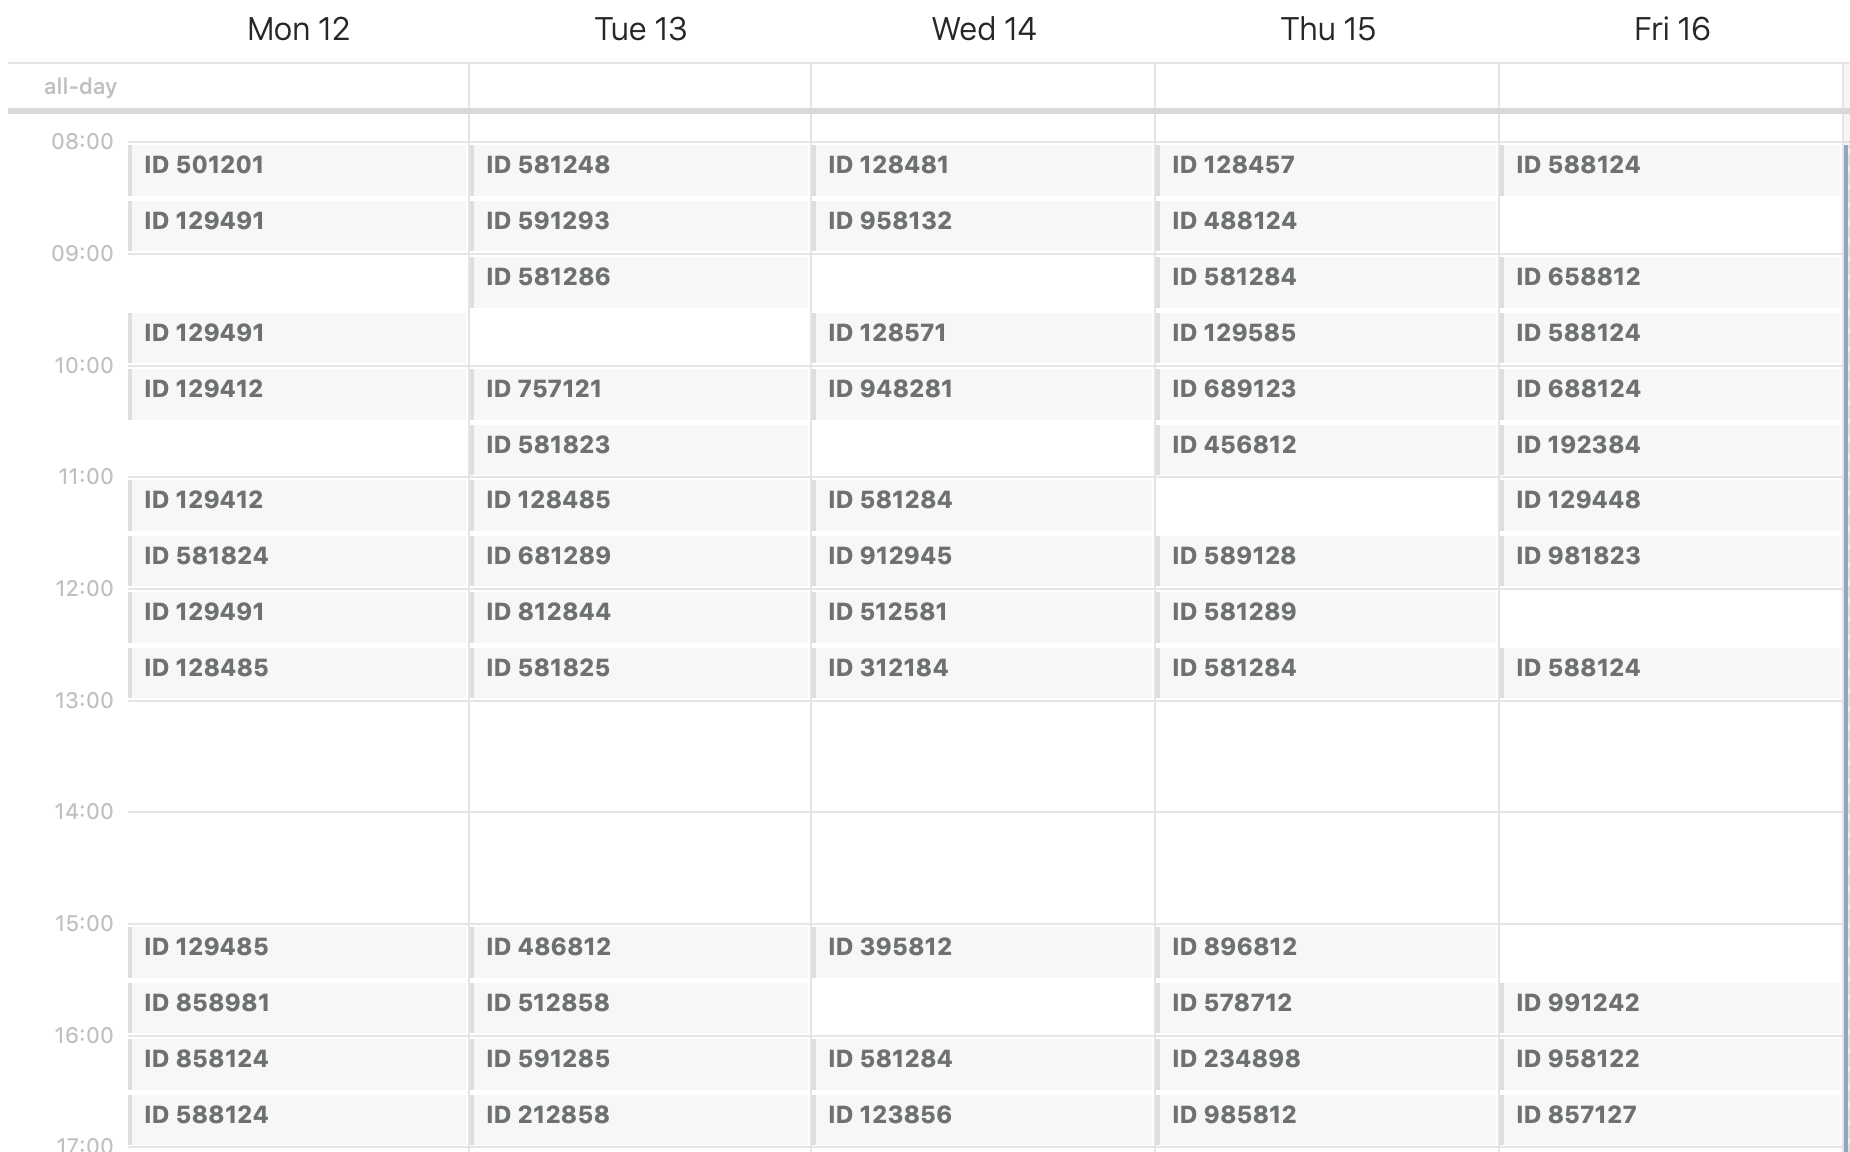 Mon 12 Tue 13 Wed 14 Thu 15 Fri 16
all-day
08:00
ID 501201 ID 581248 ID 128481 ID 128457 ID 588124
ID 129491 ID 591293 ID 958132 ID 488124
09:00
ID 581286 ID 581284 ID 658812
ID 129491 ID 128571 ID 129585 ID 588124
10:00
ID 129412 ID 757121 ID 948281 ID 689123 ID 688124
ID 581823 ID 456812 ID 192384
11:00
ID 129412 ID 128485 ID 581284 ID 129448
ID 581824 ID 681289 ID 912945 ID 589128 ID 981823
12:00
ID 129491 ID 812844 ID 512581 ID 581289
ID 128485 ID 581825 ID 312184 ID 581284 ID 588124
13:00
14:00
15:00
ID 129485 ID 486812 ID 395812 ID 896812
ID 858981 ID 512858 ID 578712 ID 991242
16:00
ID 858124 ID 591285 ID 581284 ID 234898 ID 958122
ID 588124 ID 212858 ID 123856 ID 985812 ID 857127
17:00